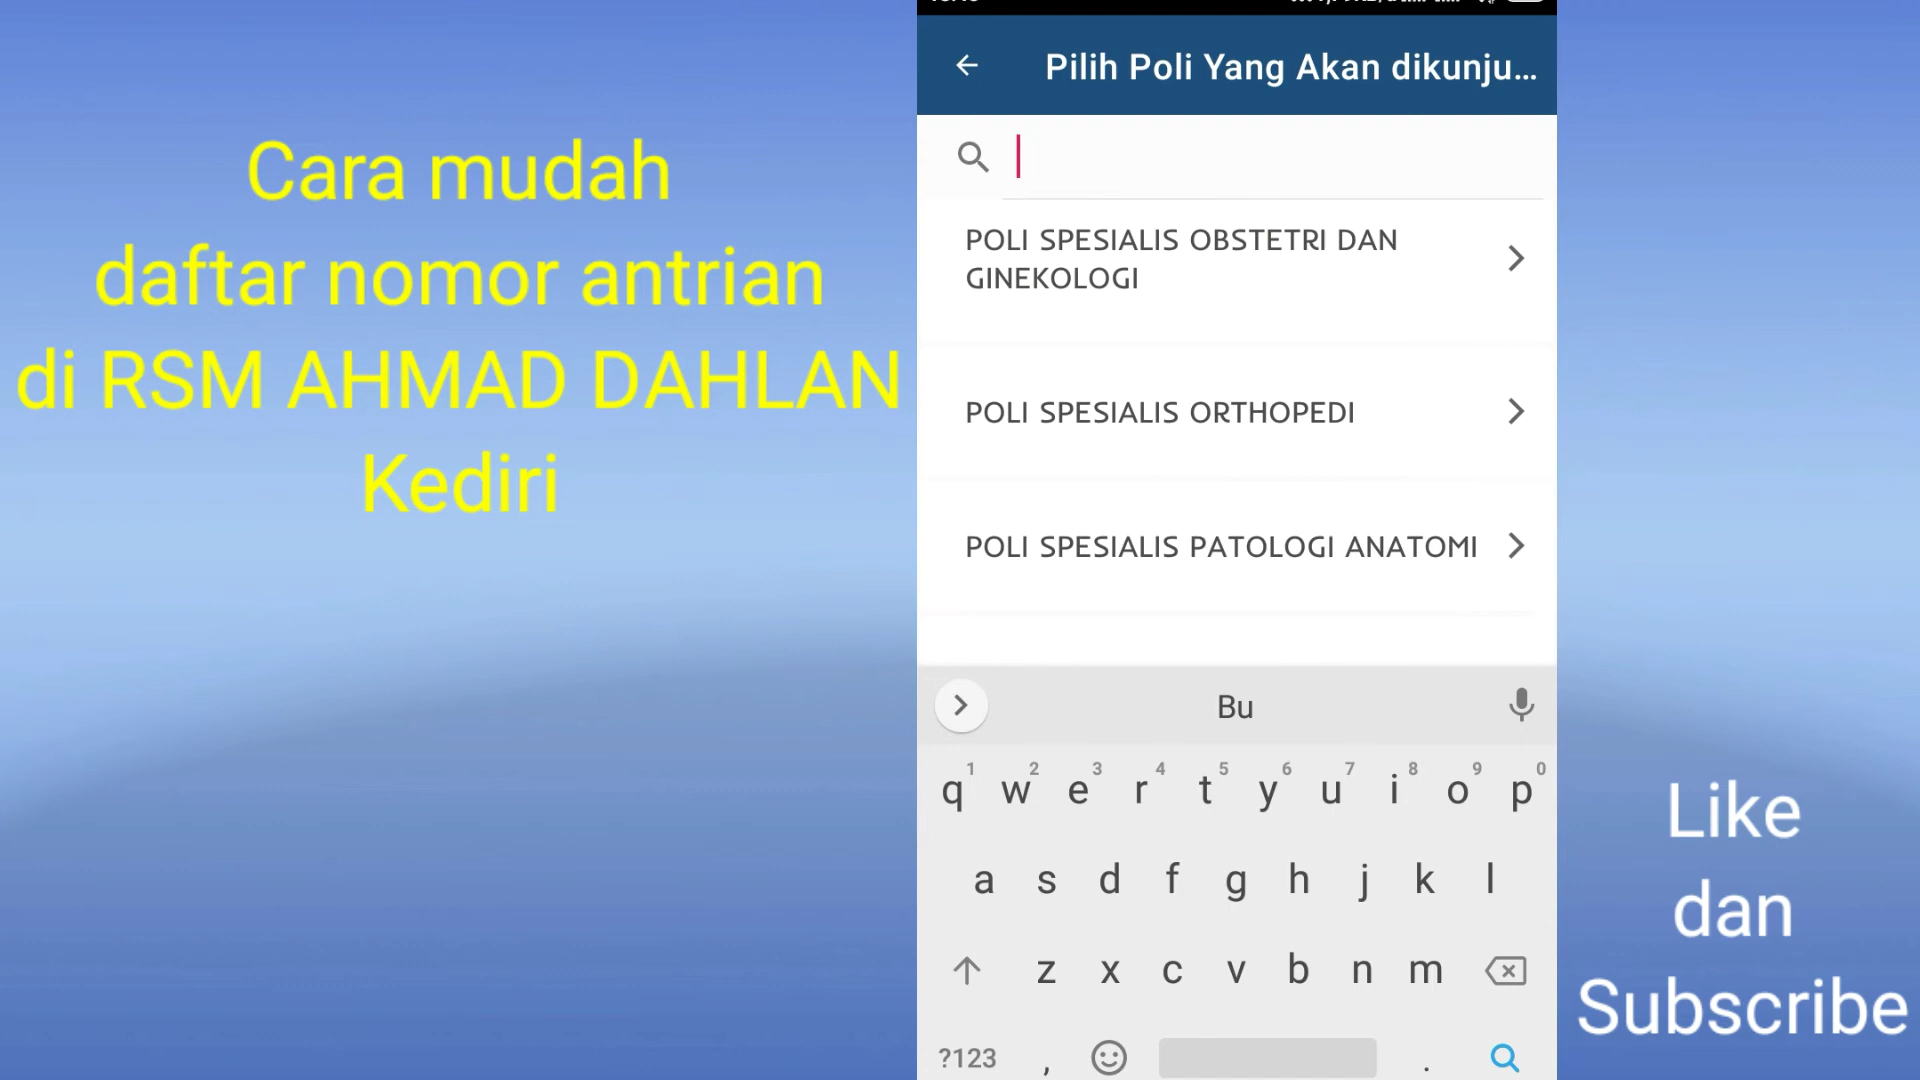 Cara mudah
daftar nomor antrian
di RSM AHMAD DAHLAN
Kediri
Pilih Poli Yang Akan dikunju...
POLI SPESIALIS OBSTETRI DAN
GINEKOLOGI
POLI SPESIALIS ORTHOPEDI
POLI SPESIALIS PATOLOGI ANATOMI
Bu
1 2 3 4 5 6 7 8 9 0
q w e r t y u i o p
a s d f g h j k l
z x c v b n m
?123 , .
Like
dan
Subscribe